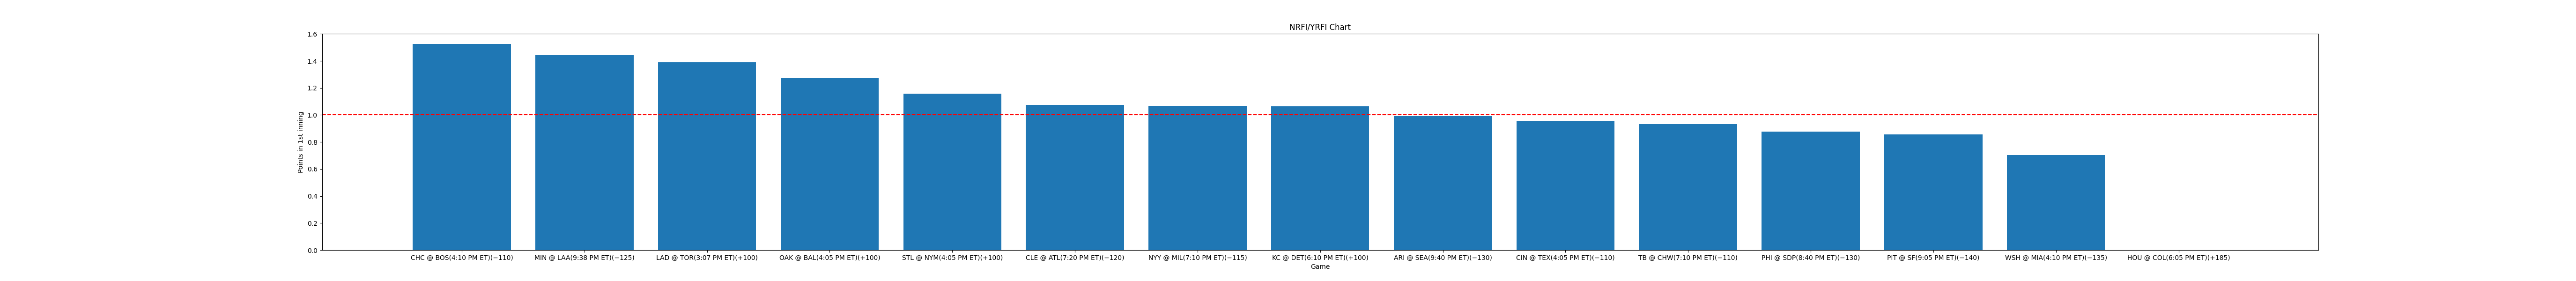 NRFI/YRFI Chart
Points in 1st inning
1.6
1.4
1.2
1.0
0.8
0.6
0.4
0.2
0.0
CHC @ BOS(4:10 PM ET)(−110) MIN @ LAA(9:38 PM ET)(−125) LAD @ TOR(3:07 PM ET)(+100) OAK @ BAL(4:05 PM ET)(+100) STL @ NYM(4:05 PM ET)(+100) CLE @ ATL(7:20 PM ET)(−120) NYY @ MIL(7:10 PM ET)(−115) KC @ DET(6:10 PM ET)(+100) ARI @ SEA(9:40 PM ET)(−130) CIN @ TEX(4:05 PM ET)(−110) TB @ CHW(7:10 PM ET)(−110) PHI @ SDP(8:40 PM ET)(−130) PIT @ SF(9:05 PM ET)(−140) WSH @ MIA(4:10 PM ET)(−135) HOU @ COL(6:05 PM ET)(+185)
Game